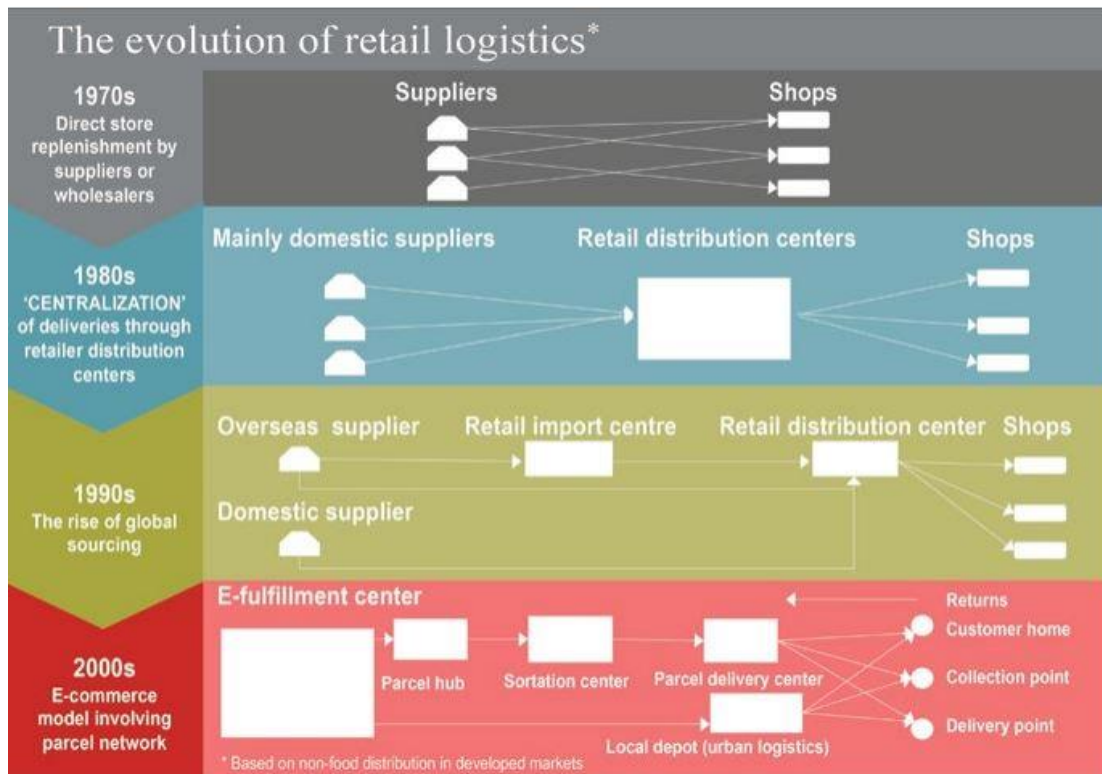 The evolution of retail logistics*
1970s
Direct store
replenishment by
suppliers or
wholesalers
Suppliers
Shops
1980s
'CENTRALIZATION'
of deliveries through
retailer distribution
centers
Mainly domestic suppliers
Retail distribution centers
Shops
1990s
The rise of global
sourcing
Overseas supplier
Retail import centre
Retail distribution center
Shops
Domestic supplier
2000s
E-commerce
model involving
parcel network
E-fulfillment center
Parcel hub
Sortation center
Parcel delivery center
Local depot (urban logistics)
Returns
Customer home
Collection point
Delivery point
* Based on non-food distribution in developed markets